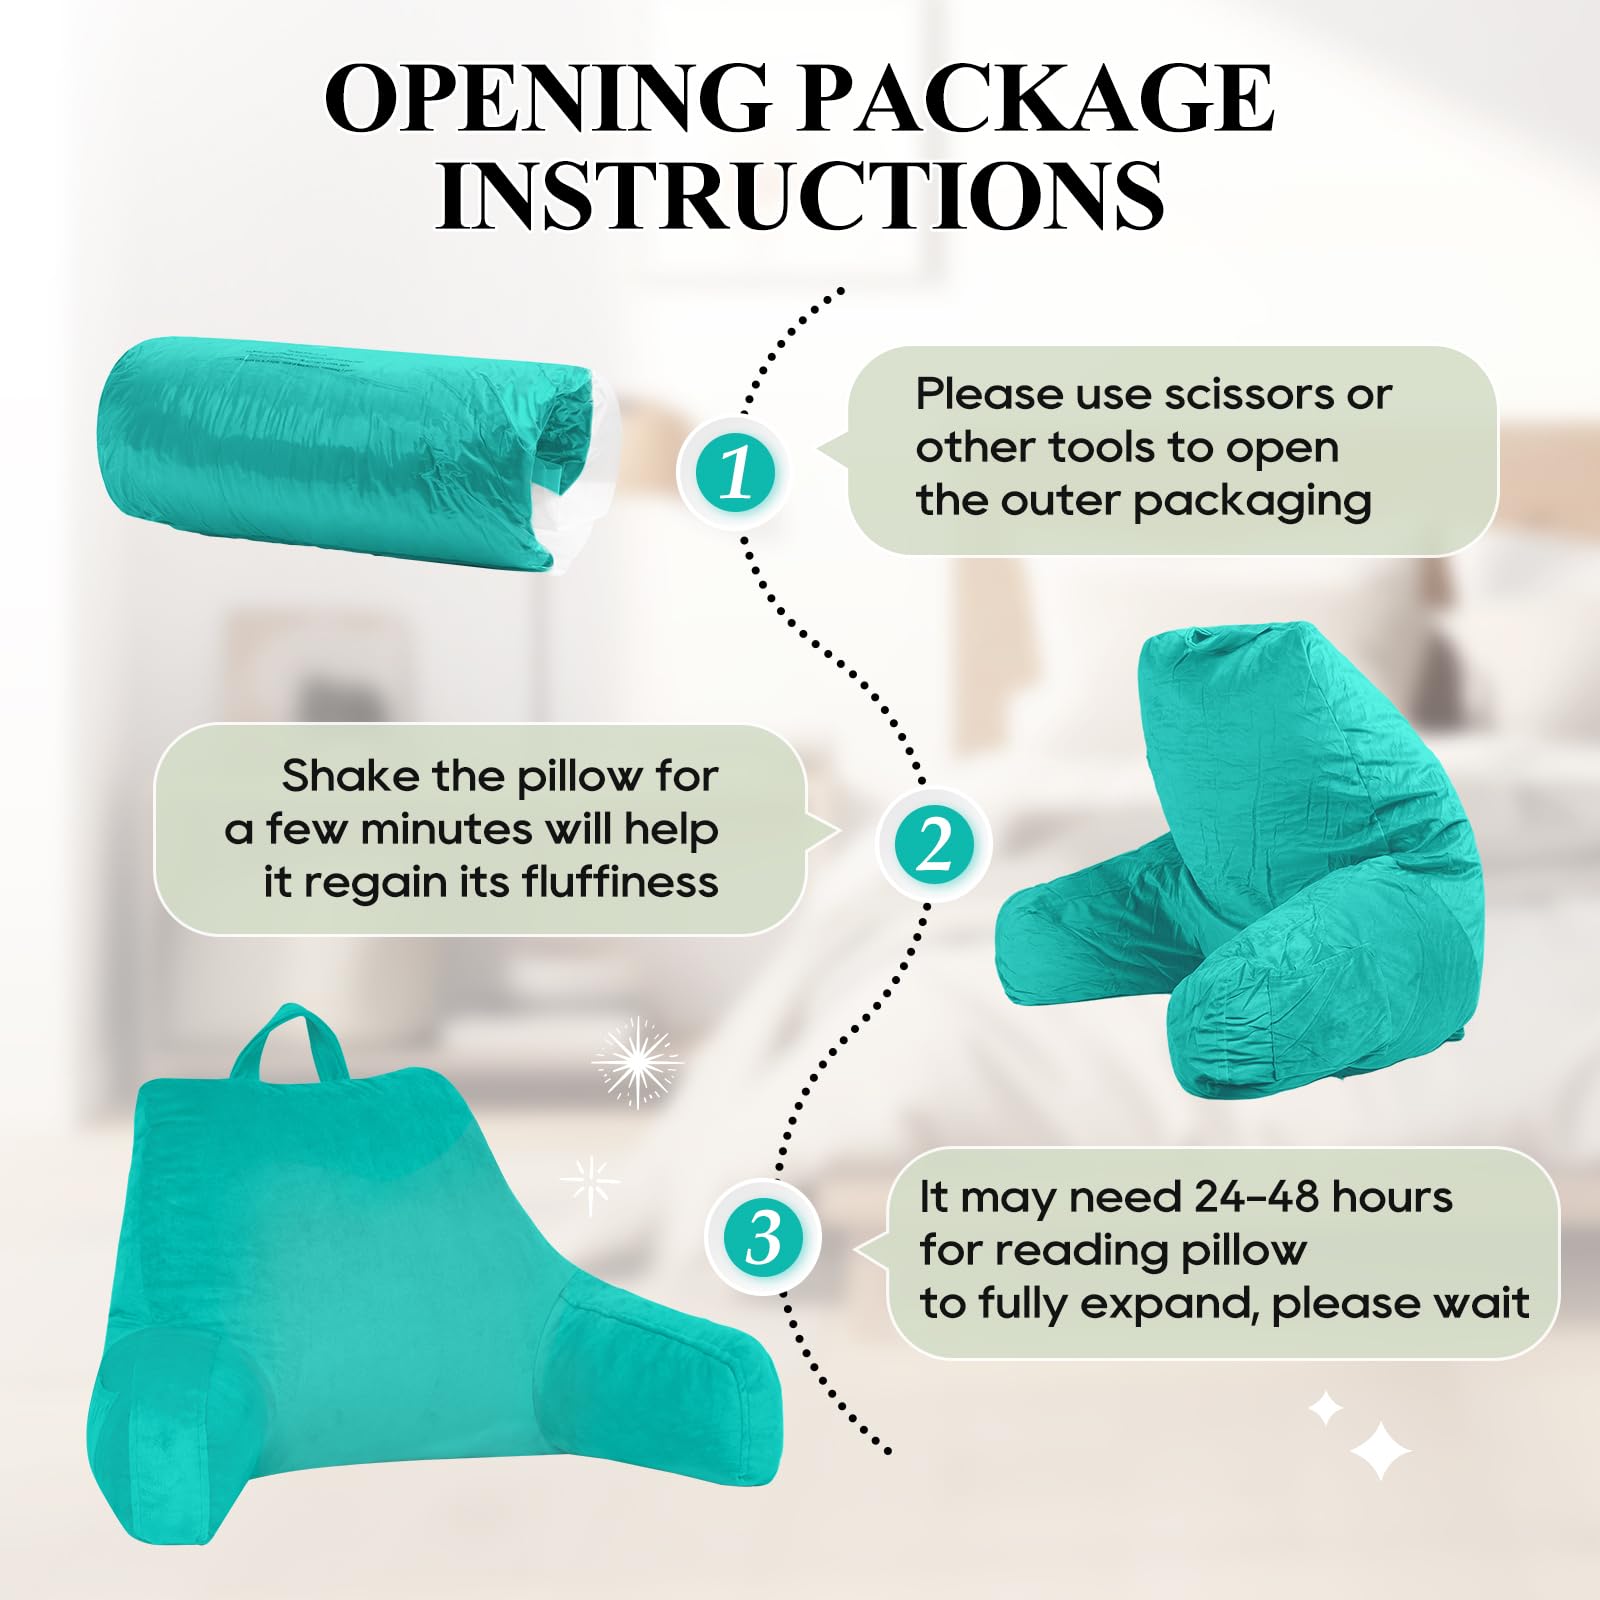 OPENING PACKAGE
INSTRUCTIONS
1
Please use scissors or
other tools to open
the outer packaging
2
Shake the pillow for
a few minutes will help
it regain its fluffiness
3
It may need 24-48 hours
for reading pillow
to fully expand, please wait